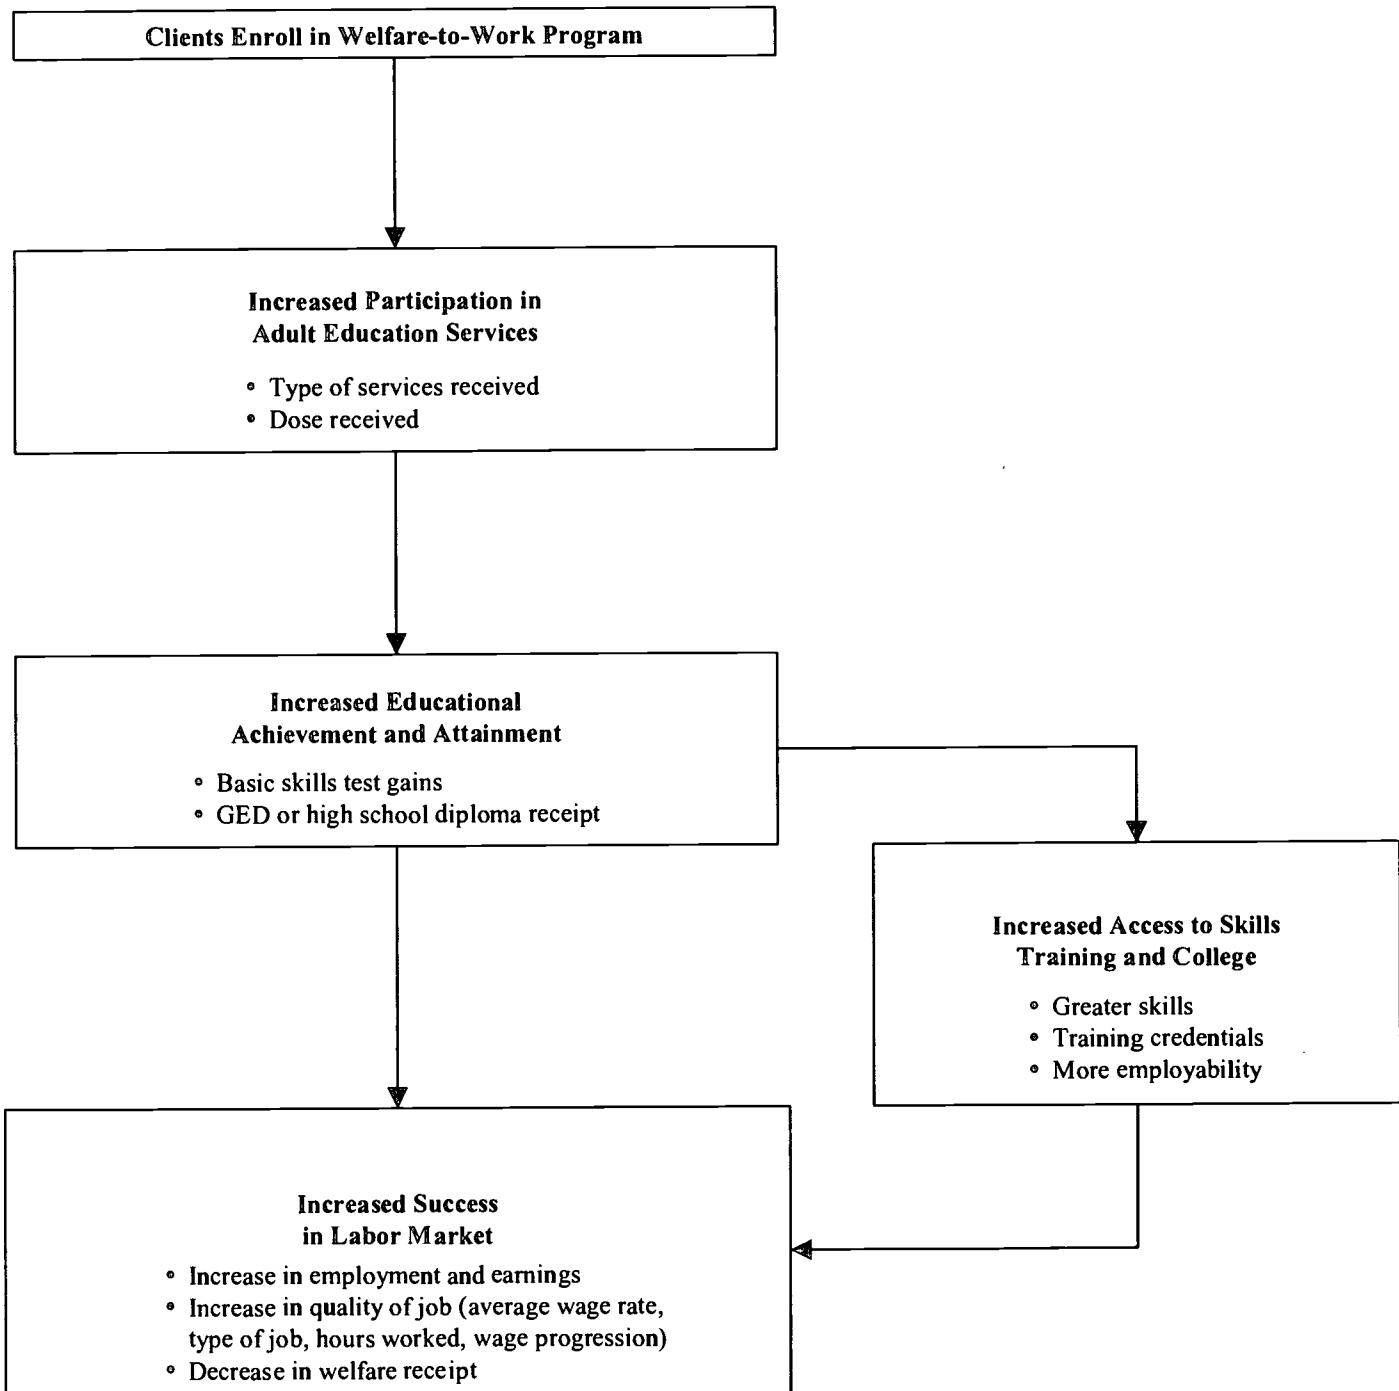 Clients Enroll in Welfare-to-Work Program
Increased Participation in
Adult Education Services
• Type of services received
• Dose received
Increased Educational
Achievement and Attainment
• Basic skills test gains
• GED or high school diploma receipt
Increased Access to Skills
Training and College
• Greater skills
• Training credentials
• More employability
Increased Success
in Labor Market
• Increase in employment and earnings
• Increase in quality of job (average wage rate,
type of job, hours worked, wage progression)
• Decrease in welfare receipt